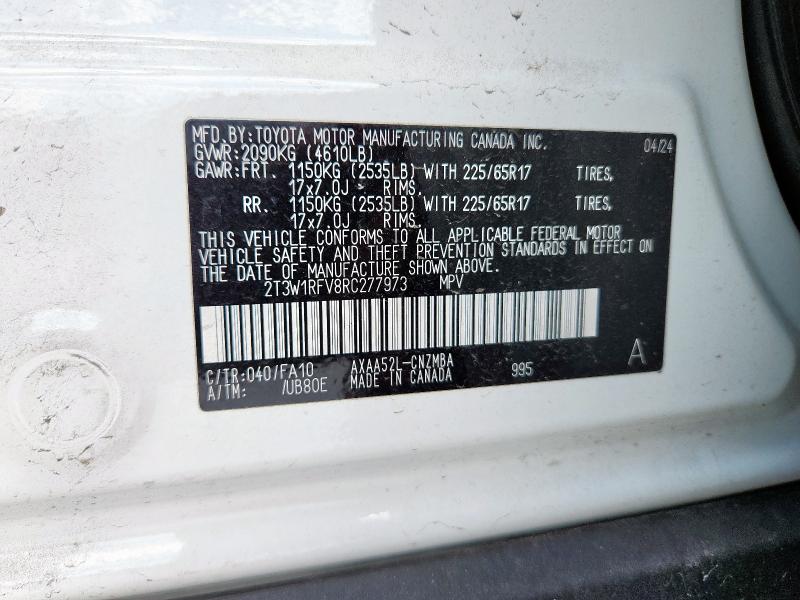 MFD.BY:TOYOTA MOTOR MANUFACTURING CANADA INC. 04/24
GVWR:2090KG (4610LB)
GAWR:FRT. 1150KG (2535LB) WITH 225/65R17 TIRES,
17x7.0J RIMS.
RR. 1150KG (2535LB) WITH 225/65R17 TIRES,
17x7.0J RIMS.
THIS VEHICLE CONFORMS TO ALL APPLICABLE FEDERAL MOTOR
VEHICLE SAFETY AND THEFT PREVENTION STANDARDS IN EFFECT ON
THE DATE OF MANUFACTURE SHOWN ABOVE.
2T3W1RFV8RC277973 MPV
C/TR:040/FA10 AXAA52L-CNZMBA 995 A
A/TM: /UB80E MADE IN CANADA